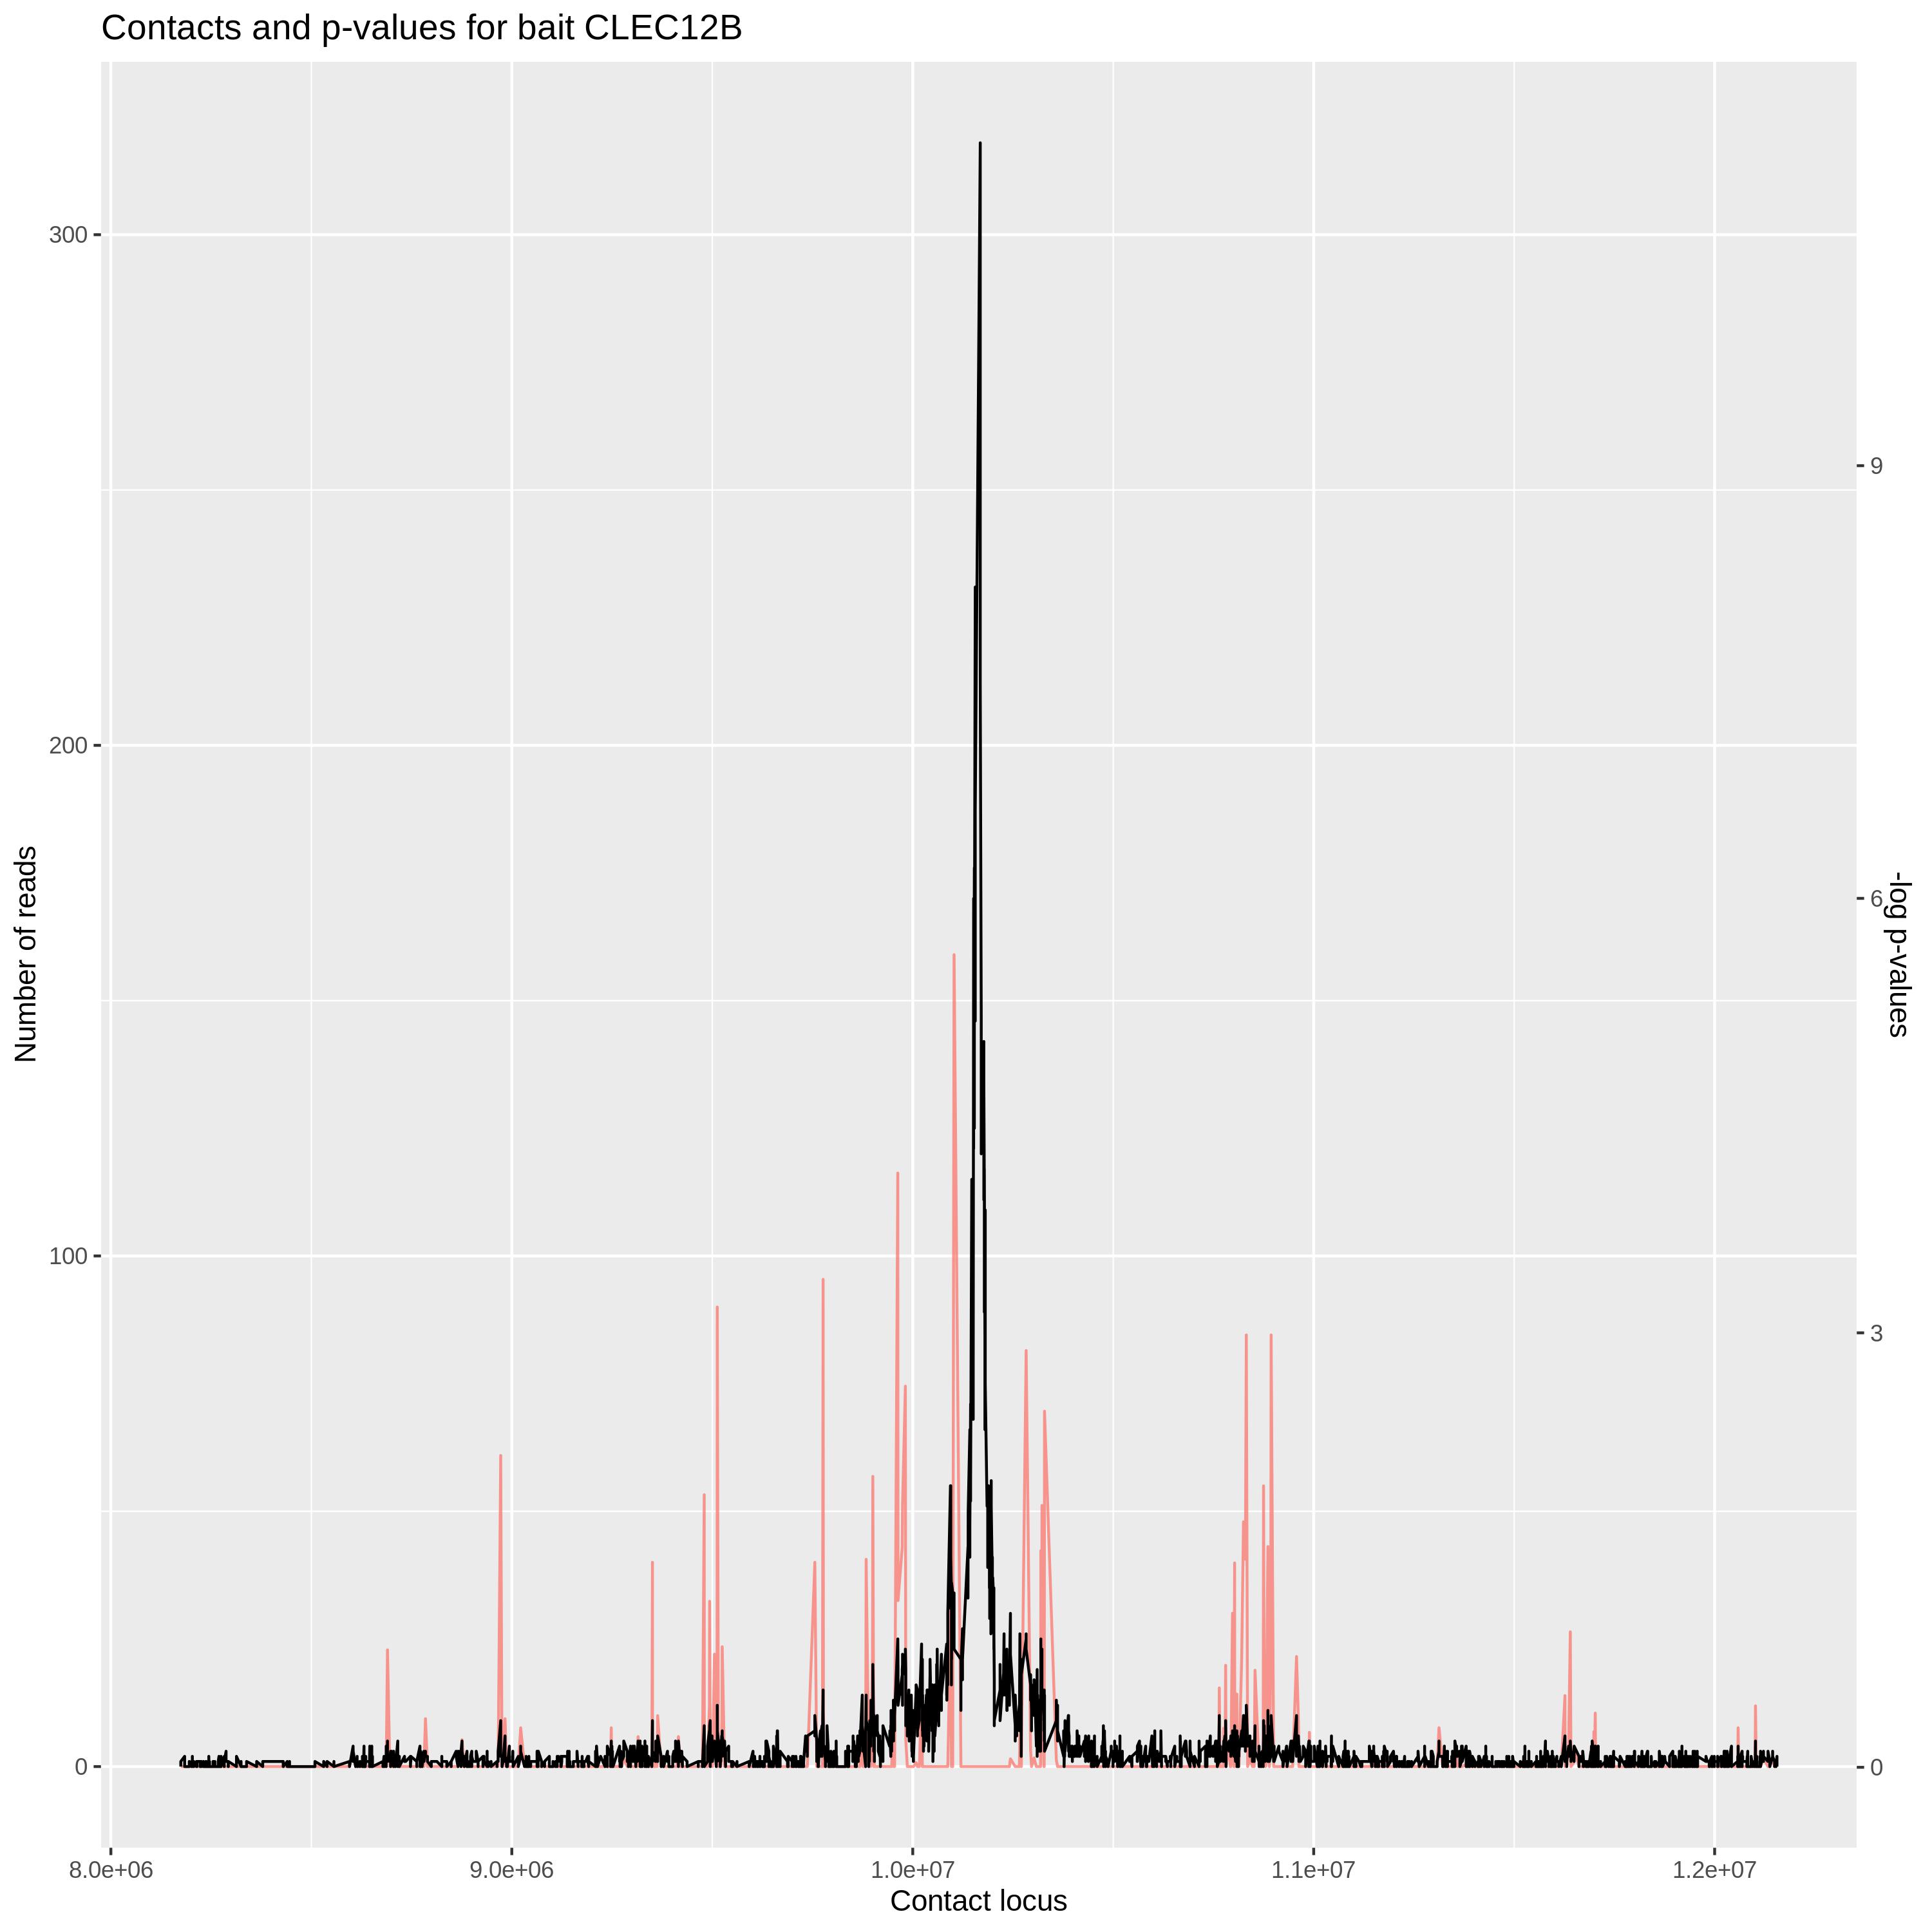 Contacts and p-values for bait CLEC12B
300
200
100
0
Number of reads
9
6
3
0
-log p-values
8.0e+06 9.0e+06 1.0e+07 1.1e+07 1.2e+07
Contact locus